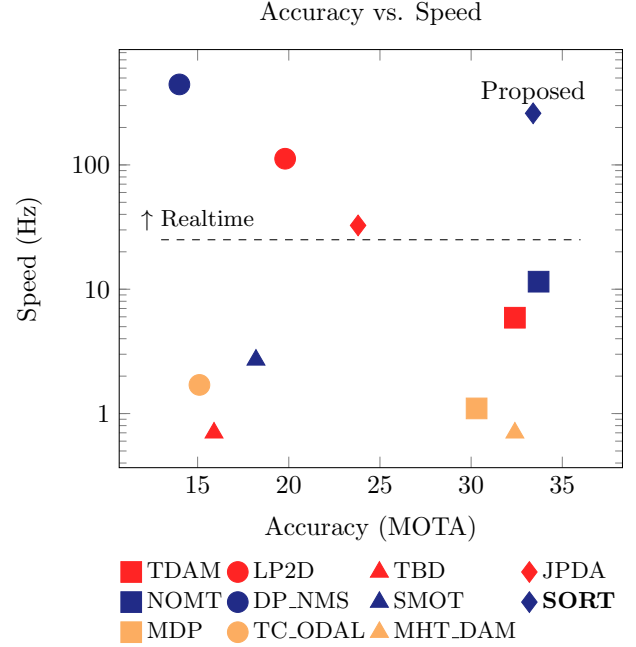 Accuracy vs. Speed
Proposed
100
↑ Realtime
Speed (Hz)
10
1
15 20 25 30 35
Accuracy (MOTA)
TDAM LP2D TBD JPDA
NOMT DP_NMS SMOT SORT
MDP TC_ODAL MHT_DAM